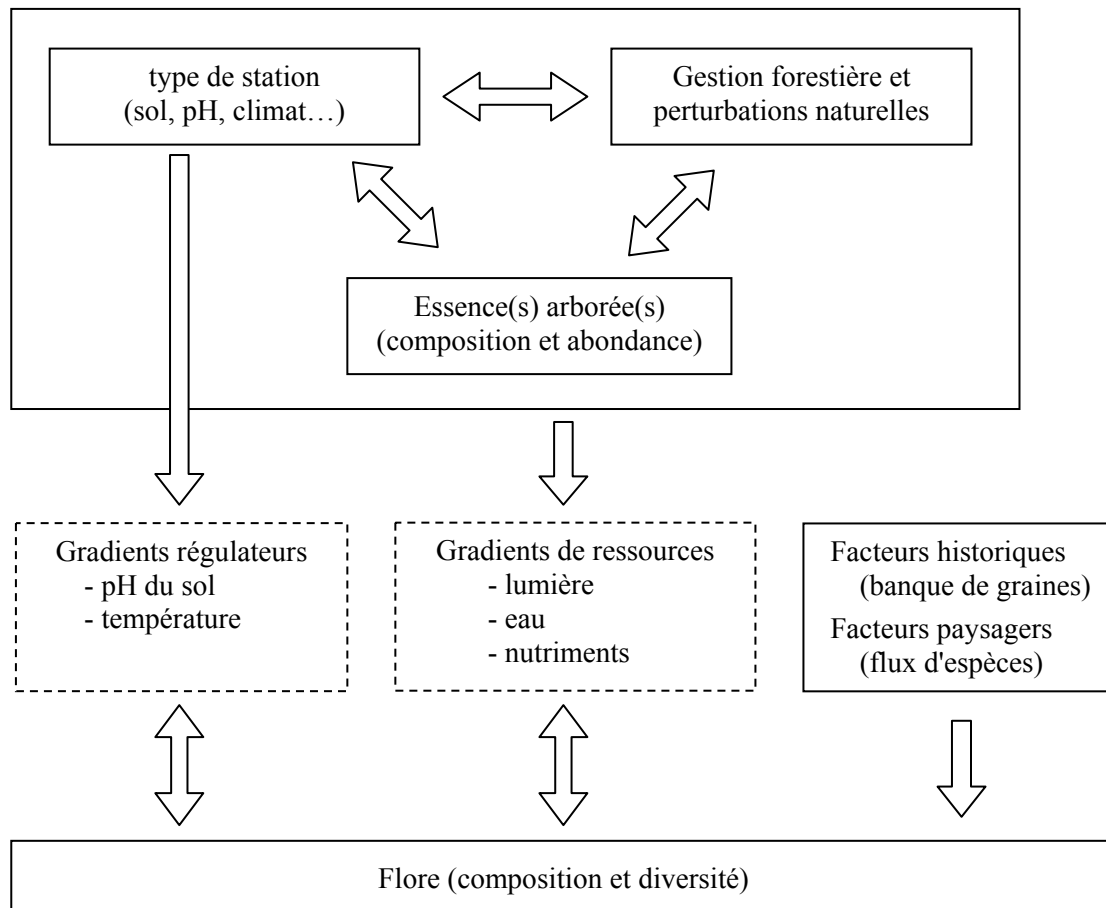 type de station
(sol, pH, climat…)
Gestion forestière et
perturbations naturelles
Essence(s) arborée(s)
(composition et abondance)
Gradients régulateurs
- pH du sol
- température
Gradients de ressources
- lumière
- eau
- nutriments
Facteurs historiques
(banque de graines)
Facteurs paysagers
(flux d'espèces)
Flore (composition et diversité)